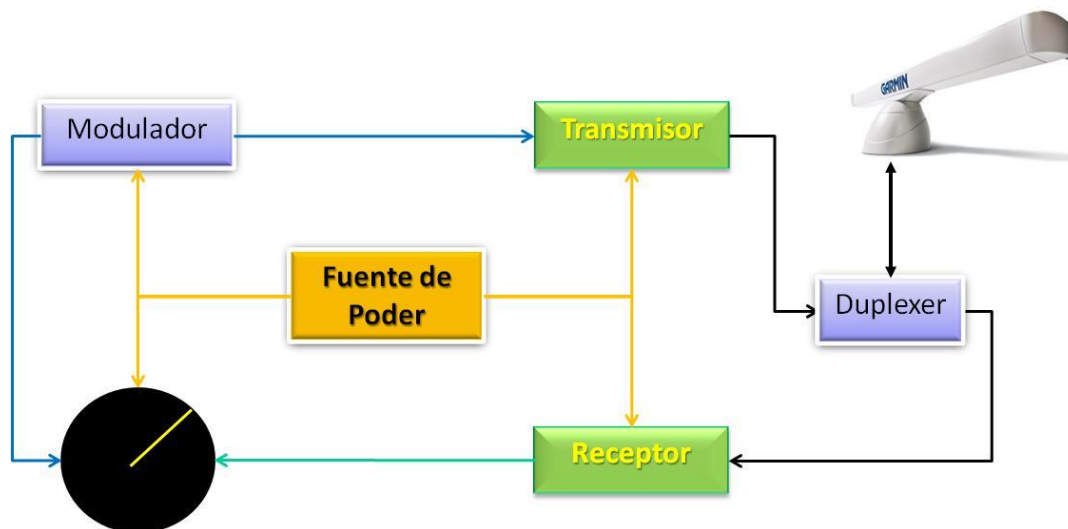 GARMIN
Modulador
Transmisor
Fuente de
Poder
Duplexer
Receptor